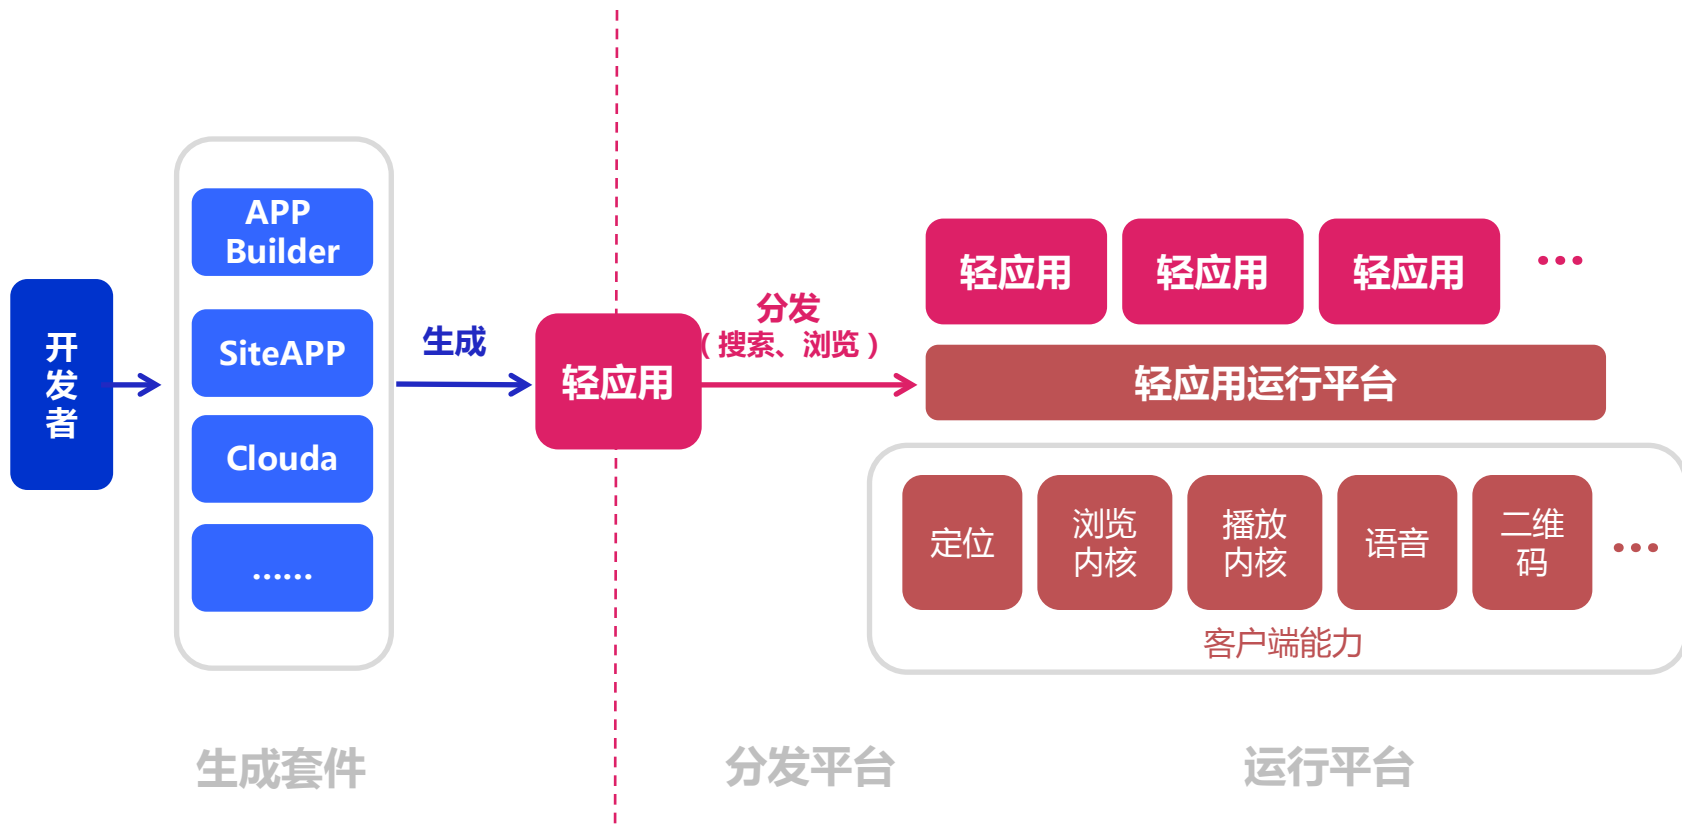 开
发
者
APP
Builder
SiteAPP
Clouda
......
生成
轻应用
分发
（搜索、浏览）
轻应用
轻应用
轻应用
...
轻应用运行平台
定位
浏览
内核
播放
内核
语音
二维
码
...
客户端能力
生成套件
分发平台
运行平台